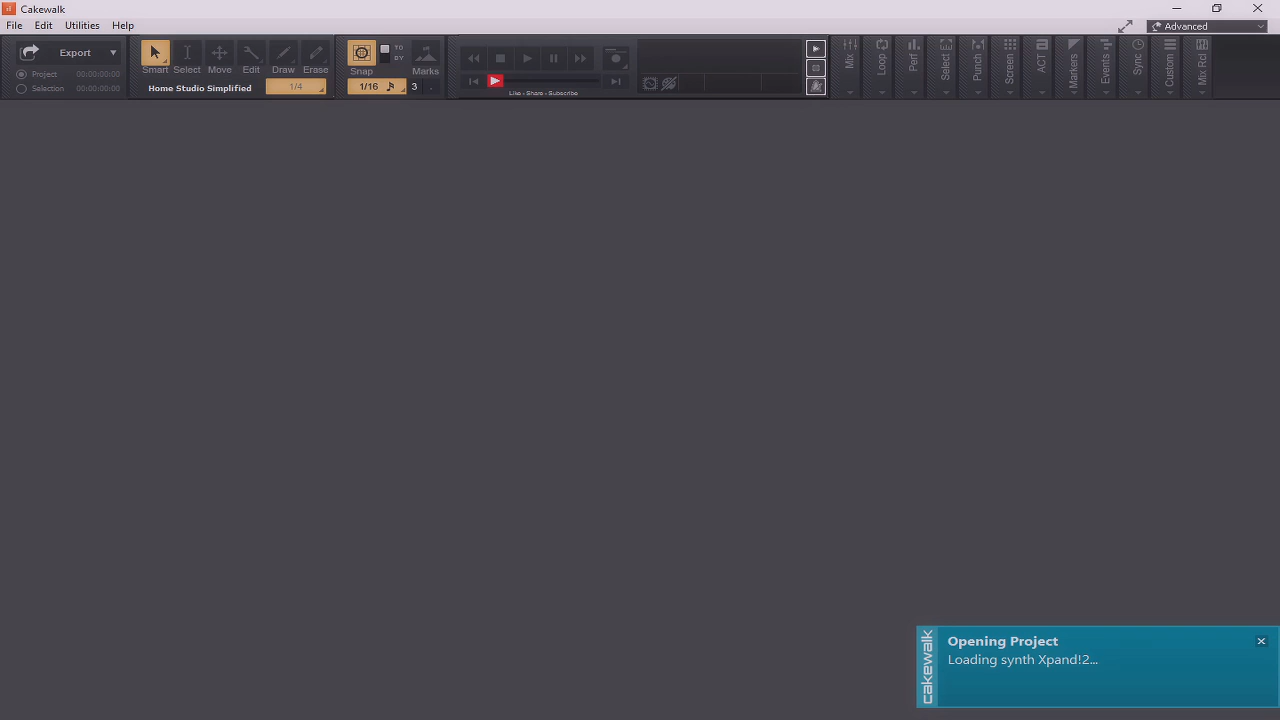 Cakewalk
File Edit Utilities Help
Advanced
Export
Project 00:00:00:00
Selection 00:00:00:00
Smart Select Move Edit Draw Erase
Home Studio Simplified 1/4
TO
BY
Snap Marks
1/16 3
Like - Share - Subscribe
Mix
Loop
Perf
Select
Punch
Screen
ACT
Markers
Events
Sync
Custom
Mix Rcl
cakewalk
Opening Project
Loading synth Xpand!2...